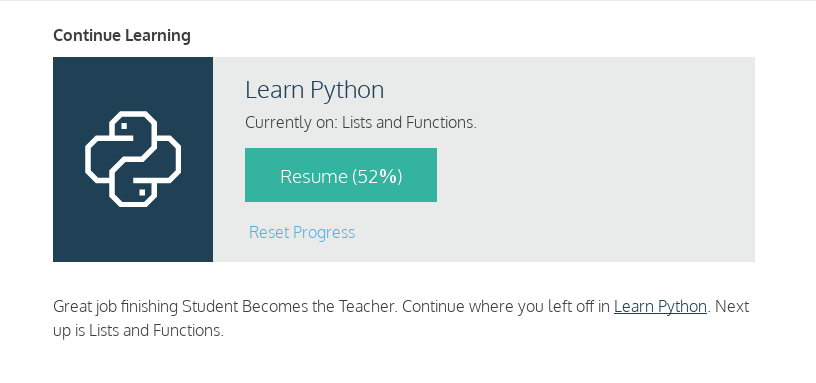 Continue Learning
Learn Python
Currently on: Lists and Functions.
Resume (52%)
Reset Progress
Great job finishing Student Becomes the Teacher. Continue where you left off in Learn Python. Next
up is Lists and Functions.